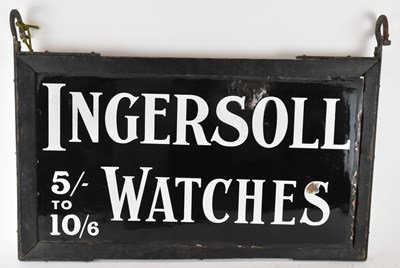 INGERSOLL
5/- TO 10/6 WATCHES